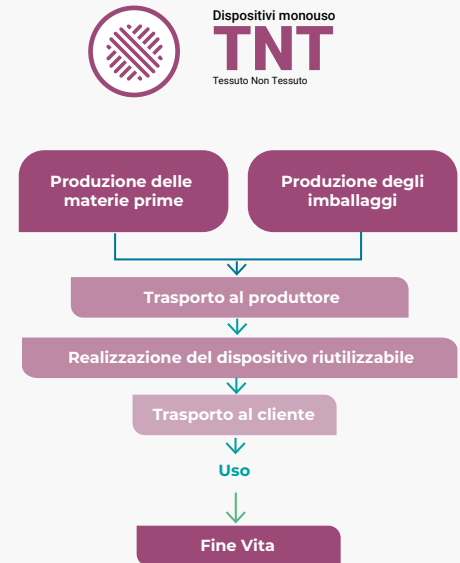 Dispositivi monouso
TNT
Tessuto Non Tessuto
Produzione delle
materie prime
Produzione degli
imballaggi
Trasporto al produttore
Realizzazione del dispositivo riutilizzabile
Trasporto al cliente
Uso
Fine Vita